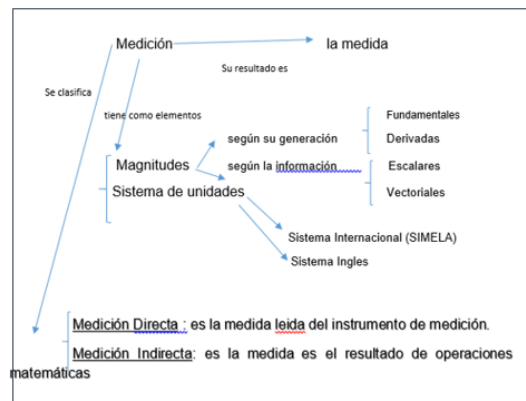 Medición
la medida
Su resultado es
Se clasifica
tiene como elementos
Magnitudes
Sistema de unidades
según su generación
Fundamentales
Derivadas
según la información
Escalares
Vectoriales
Sistema Internacional (SIMELA)
Sistema Ingles
Medición Directa : es la medida leida del instrumento de medición.
Medición Indirecta: es la medida es el resultado de operaciones
matemáticas